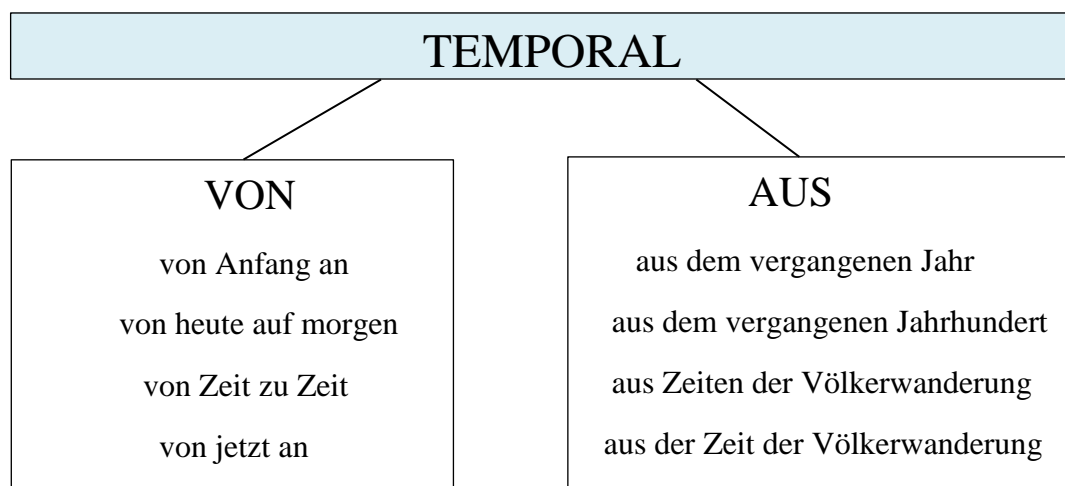 TEMPORAL
VON
von Anfang an
von heute auf morgen
von Zeit zu Zeit
von jetzt an
AUS
aus dem vergangenen Jahr
aus dem vergangenen Jahrhundert
aus Zeiten der Völkerwanderung
aus der Zeit der Völkerwanderung